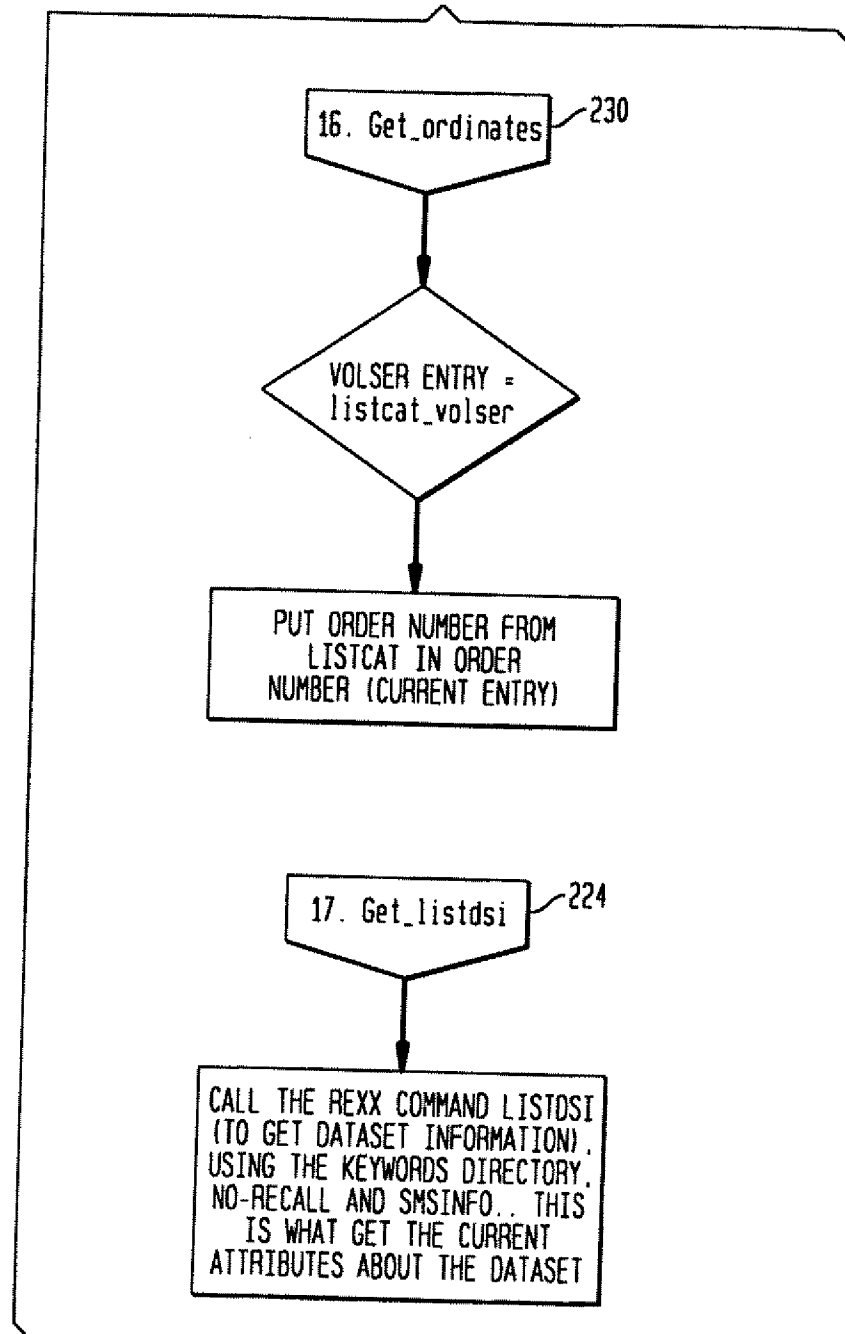 16. Get_ordinates
230
VOLSER ENTRY =
listcat_volser
PUT ORDER NUMBER FROM
LISTCAT IN ORDER
NUMBER (CURRENT ENTRY)
17. Get_listdsi
224
CALL THE REXX COMMAND LISTDSI
(TO GET DATASET INFORMATION),
USING THE KEYWORDS DIRECTORY,
NO-RECALL AND SMSINFO.. THIS
IS WHAT GET THE CURRENT
ATTRIBUTES ABOUT THE DATASET